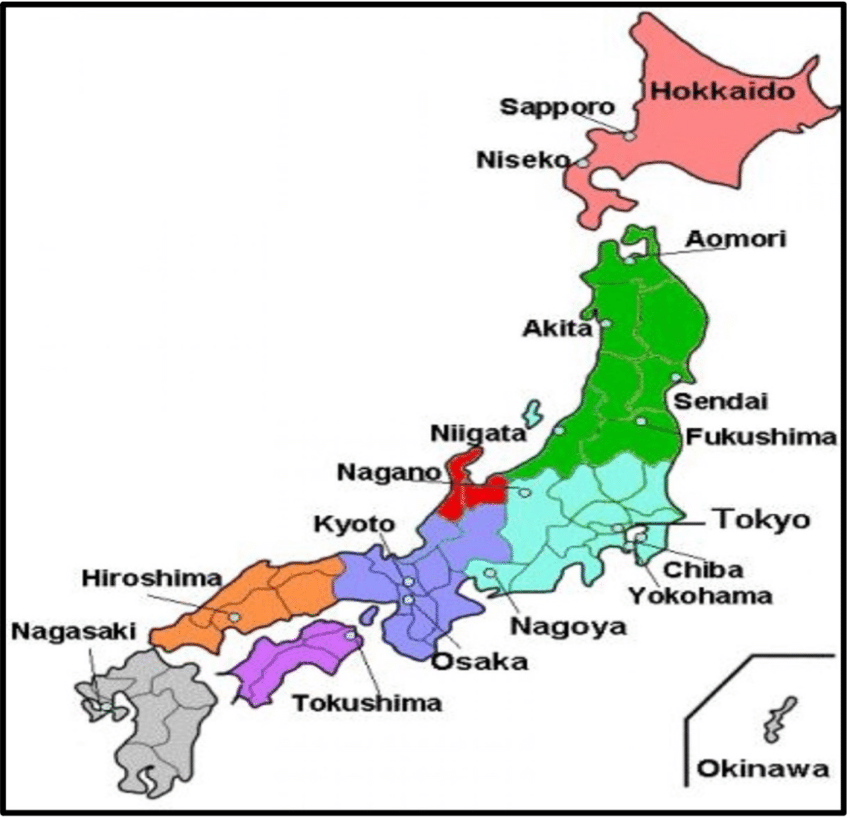 Hokkaido
Sapporo
Niseko
Aomori
Akita
Sendai
Niigata
Fukushima
Nagano
Tokyo
Kyoto
Chiba
Hiroshima
Yokohama
Nagoya
Nagasaki
Osaka
Tokushima
Okinawa